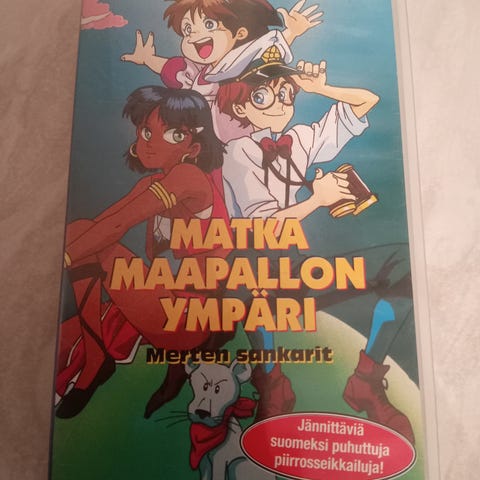 MATKA
MAAPALLON
YMPÄRI
Merten sankarit
Jännittäviä
suomeksi puhuttuja
piirrosseikkailuja!